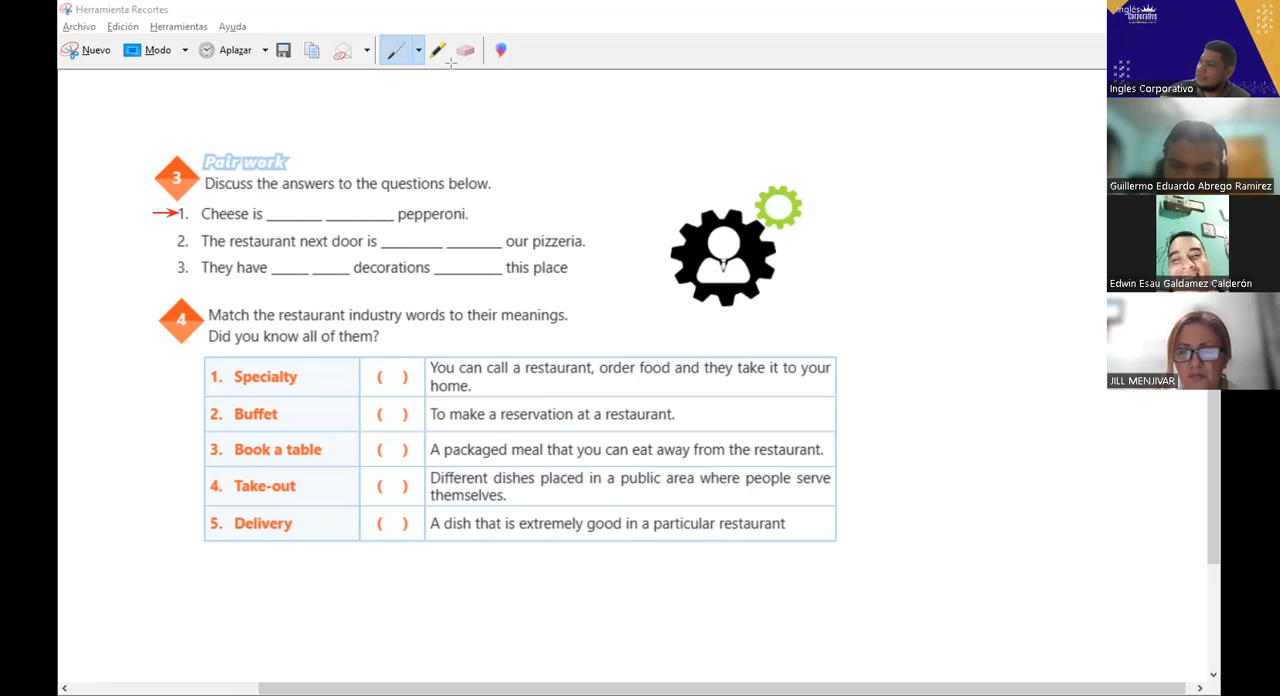 Herramienta Recortes
Archivo Edición Herramientas Ayuda
Nuevo Modo Aplazar
Pair work
3 Discuss the answers to the questions below.
1. Cheese is _______ _________ pepperoni.
2. The restaurant next door is ________ _______ our pizzeria.
3. They have _____ _____ decorations _________ this place
4 Match the restaurant industry words to their meanings.
Did you know all of them?
1. Specialty ( ) You can call a restaurant, order food and they take it to your
home.
2. Buffet ( ) To make a reservation at a restaurant.
3. Book a table ( ) A packaged meal that you can eat away from the restaurant.
4. Take-out ( ) Different dishes placed in a public area where people serve
themselves.
5. Delivery ( ) A dish that is extremely good in a particular restaurant
Inglés
Corporativo
Ingles Corporativo
Guillermo Eduardo Abrego Ramirez
Edwin Esau Galdamez Calderón
JILL MENJIVAR